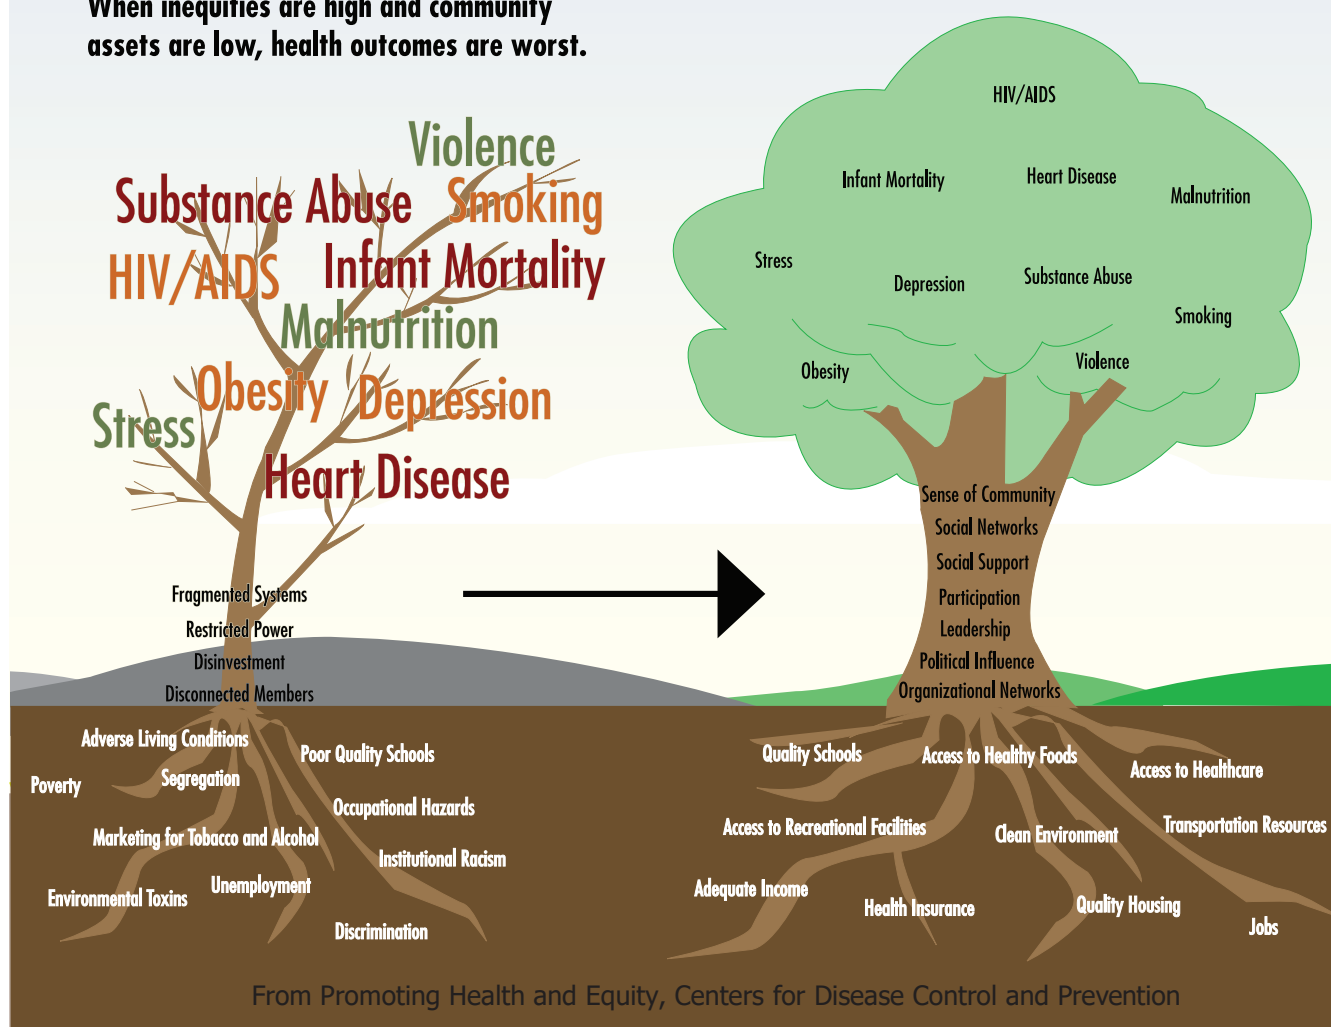 When inequities are high and community
assets are low, health outcomes are worst.
Violence
Substance Abuse
Smoking
HIV/AIDS
Infant Mortality
Malnutrition
Obesity
Depression
Stress
Heart Disease
Fragmented Systems
Restricted Power
Disinvestment
Disconnected Members
Adverse Living Conditions
Poor Quality Schools
Poverty
Segregation
Occupational Hazards
Marketing for Tobacco and Alcohol
Institutional Racism
Environmental Toxins
Unemployment
Discrimination
HIV/AIDS
Infant Mortality
Heart Disease
Malnutrition
Stress
Depression
Substance Abuse
Smoking
Obesity
Violence
Sense of Community
Social Networks
Social Support
Participation
Leadership
Political Influence
Organizational Networks
Quality Schools
Access to Healthy Foods
Access to Healthcare
Access to Recreational Facilities
Clean Environment
Transportation Resources
Adequate Income
Health Insurance
Quality Housing
Jobs
From Promoting Health and Equity, Centers for Disease Control and Prevention